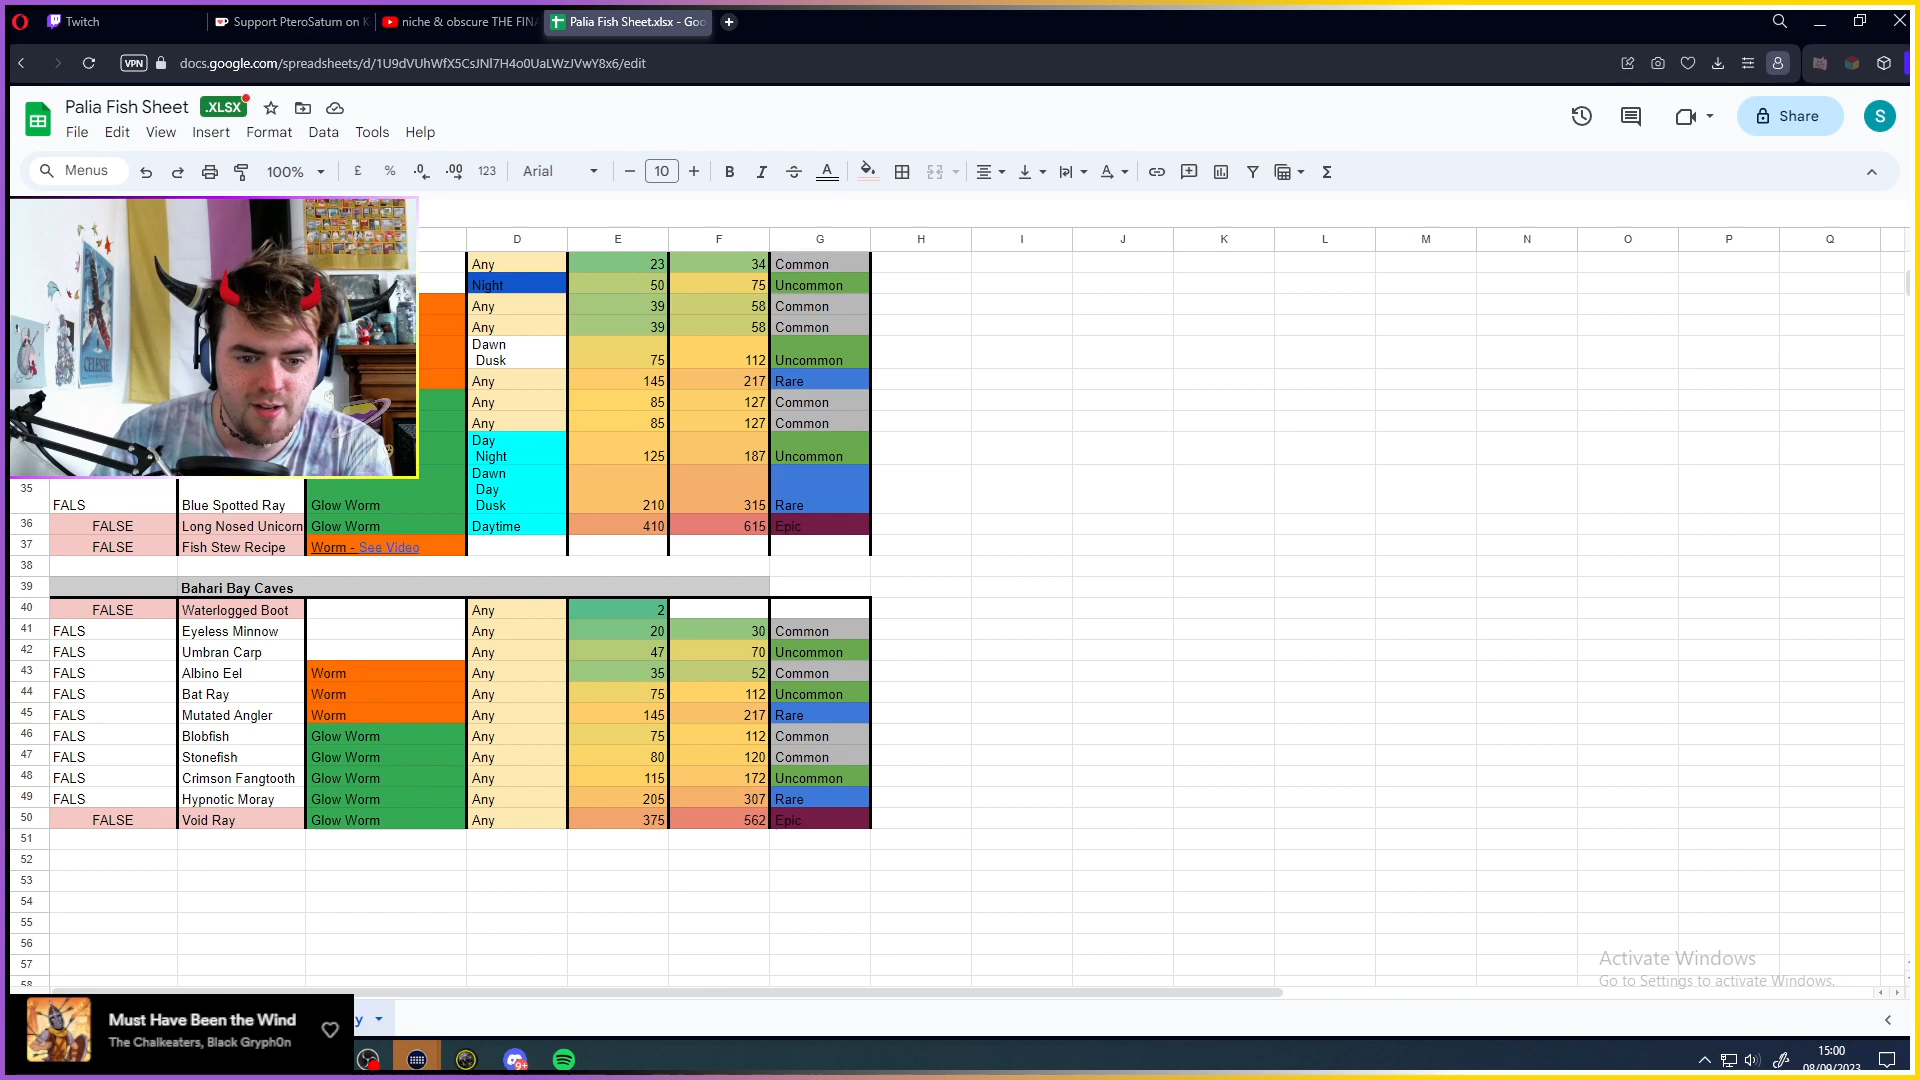 Twitch
Support PteroSaturn on K
niche & obscure THE FINA
Palia Fish Sheet.xlsx - Goo
VPN
docs.google.com/spreadsheets/d/1U9dVUhWfX5CsJNl7H4o0UaLWzJVwY8x6/edit
Palia Fish Sheet .XLSX
Share
S
File Edit View Insert Format Data Tools Help
Menus 100% £ % .0 .00 123 Arial 10 B I A
D E F G H I J K L M N O P Q
Any 23 34 Common
Night 50 75 Uncommon
Any 39 58 Common
Any 39 58 Common
Dawn
Dusk 75 112 Uncommon
Any 145 217 Rare
Any 85 127 Common
Any 85 127 Common
Day
Night 125 187 Uncommon
Dawn
Day
35 FALS Blue Spotted Ray Glow Worm Dusk 210 315 Rare
36 FALSE Long Nosed Unicorn Glow Worm Daytime 410 615 Epic
37 FALSE Fish Stew Recipe Worm - See Video
38
39 Bahari Bay Caves
40 FALSE Waterlogged Boot Any 2
41 FALS Eyeless Minnow Any 20 30 Common
42 FALS Umbran Carp Any 47 70 Uncommon
43 FALS Albino Eel Worm Any 35 52 Common
44 FALS Bat Ray Worm Any 75 112 Uncommon
45 FALS Mutated Angler Worm Any 145 217 Rare
46 FALS Blobfish Glow Worm Any 75 112 Common
47 FALS Stonefish Glow Worm Any 80 120 Common
48 FALS Crimson Fangtooth Glow Worm Any 115 172 Uncommon
49 FALS Hypnotic Moray Glow Worm Any 205 307 Rare
50 FALSE Void Ray Glow Worm Any 375 562 Epic
51
52
53
54
55
56
57
58
CELESTE
Activate Windows
Go to Settings to activate Windows.
Must Have Been the Wind
The Chalkeaters, Black Gryph0n
y
9+
15:00
08/09/2023